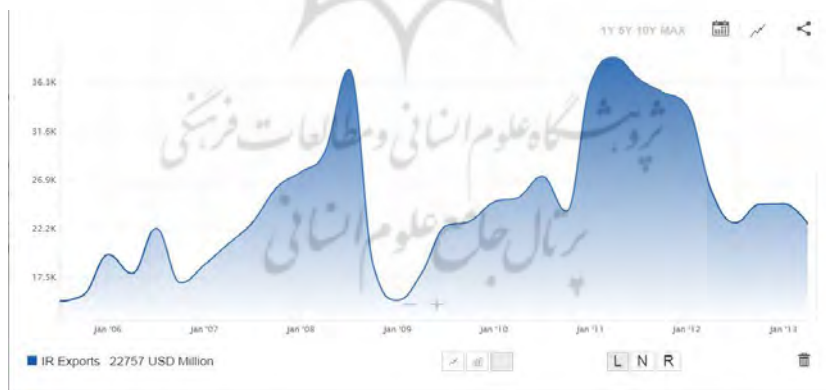 1Y 5Y 10Y MAX
36.3K
31.6K
26.9K
22.2K
17.5K
پژوهشگاه علوم انسانی و مطالعات فرهنگی
پرتال جامع علوم انسانی
Jan '06 Jan '07 Jan '08 Jan '09 Jan '10 Jan '11 Jan '12 Jan '13
IR Exports 22757 USD Million
L N R